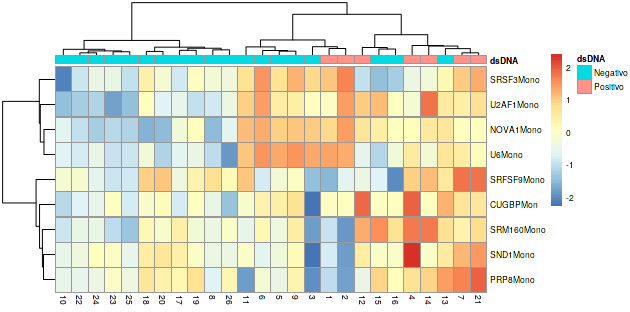 dsDNA
SRSF3Mono
U2AF1Mono
NOVA1Mono
U6Mono
SRFSF9Mono
CUGBPMon
SRM160Mono
SND1Mono
PRP8Mono
10 22 24 23 25 18 20 17 19 8 26 11 6 5 9 3 1 2 12 15 16 4 14 13 7 21
2
1
0
-1
-2
dsDNA
Negativo
Positivo